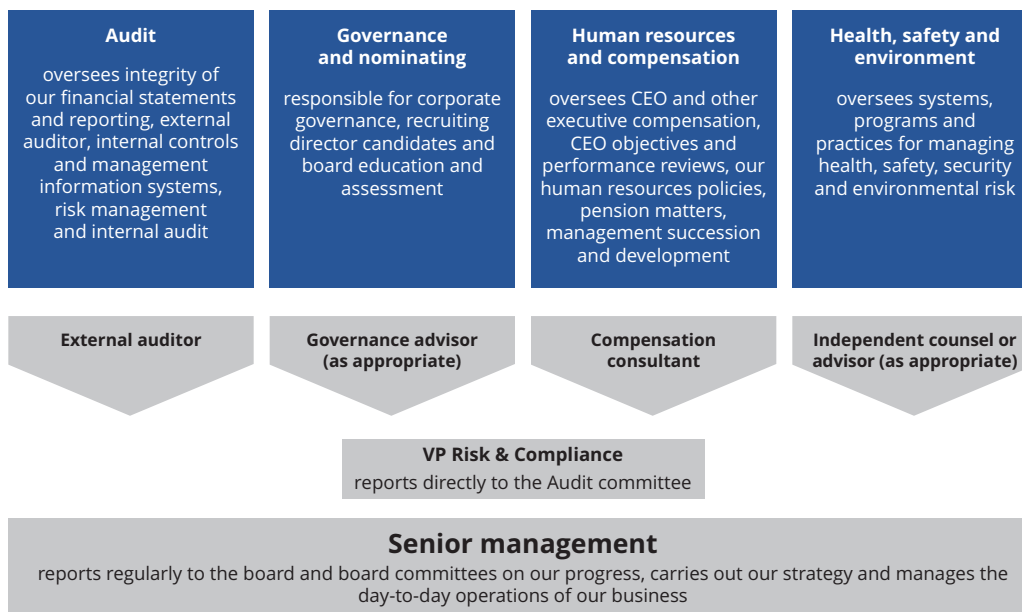 Audit
oversees integrity of
our financial statements
and reporting, external
auditor, internal controls
and management
information systems,
risk management
and internal audit
Governance
and nominating
responsible for corporate
governance, recruiting
director candidates and
board education and
assessment
Human resources
and compensation
oversees CEO and other
executive compensation,
CEO objectives and
performance reviews, our
human resources policies,
pension matters,
management succession
and development
Health, safety and
environment
oversees systems,
programs and
practices for managing
health, safety, security
and environmental risk
External auditor
Governance advisor
(as appropriate)
Compensation
consultant
Independent counsel or
advisor (as appropriate)
VP Risk & Compliance
reports directly to the Audit committee
Senior management
reports regularly to the board and board committees on our progress, carries out our strategy and manages the
day-to-day operations of our business